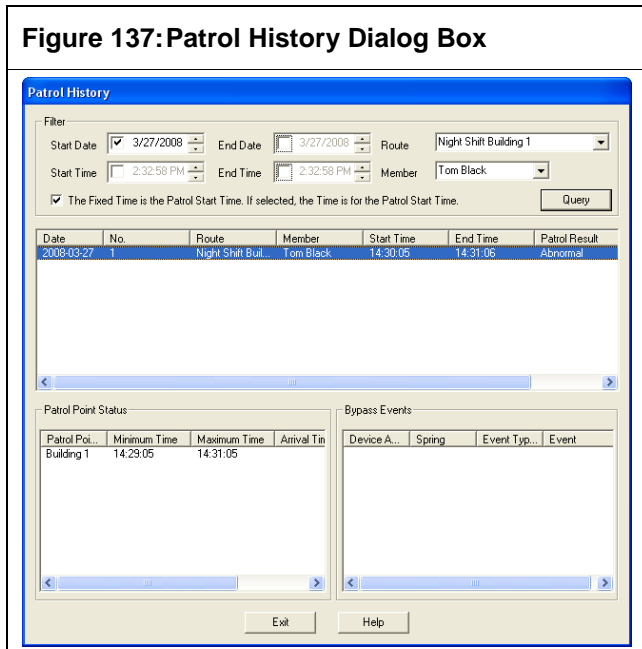 Figure 137: Patrol History Dialog Box
Patrol History
Filter
Start Date 3/27/2008 End Date 3/27/2008 Route Night Shift Building 1
Start Time 2:32:58 PM End Time 2:32:58 PM Member Tom Black
The Fixed Time is the Patrol Start Time. If selected, the Time is for the Patrol Start Time. Query
Date No. Route Member Start Time End Time Patrol Result
2008-03-27 1 Night Shift Buil... Tom Black 14:30:05 14:31:06 Abnormal
Patrol Point Status Bypass Events
Patrol Poi... Minimum Time Maximum Time Arrival Tin Device A... Spring Event Typ... Event
Building 1 14:29:05 14:31:05
Exit Help